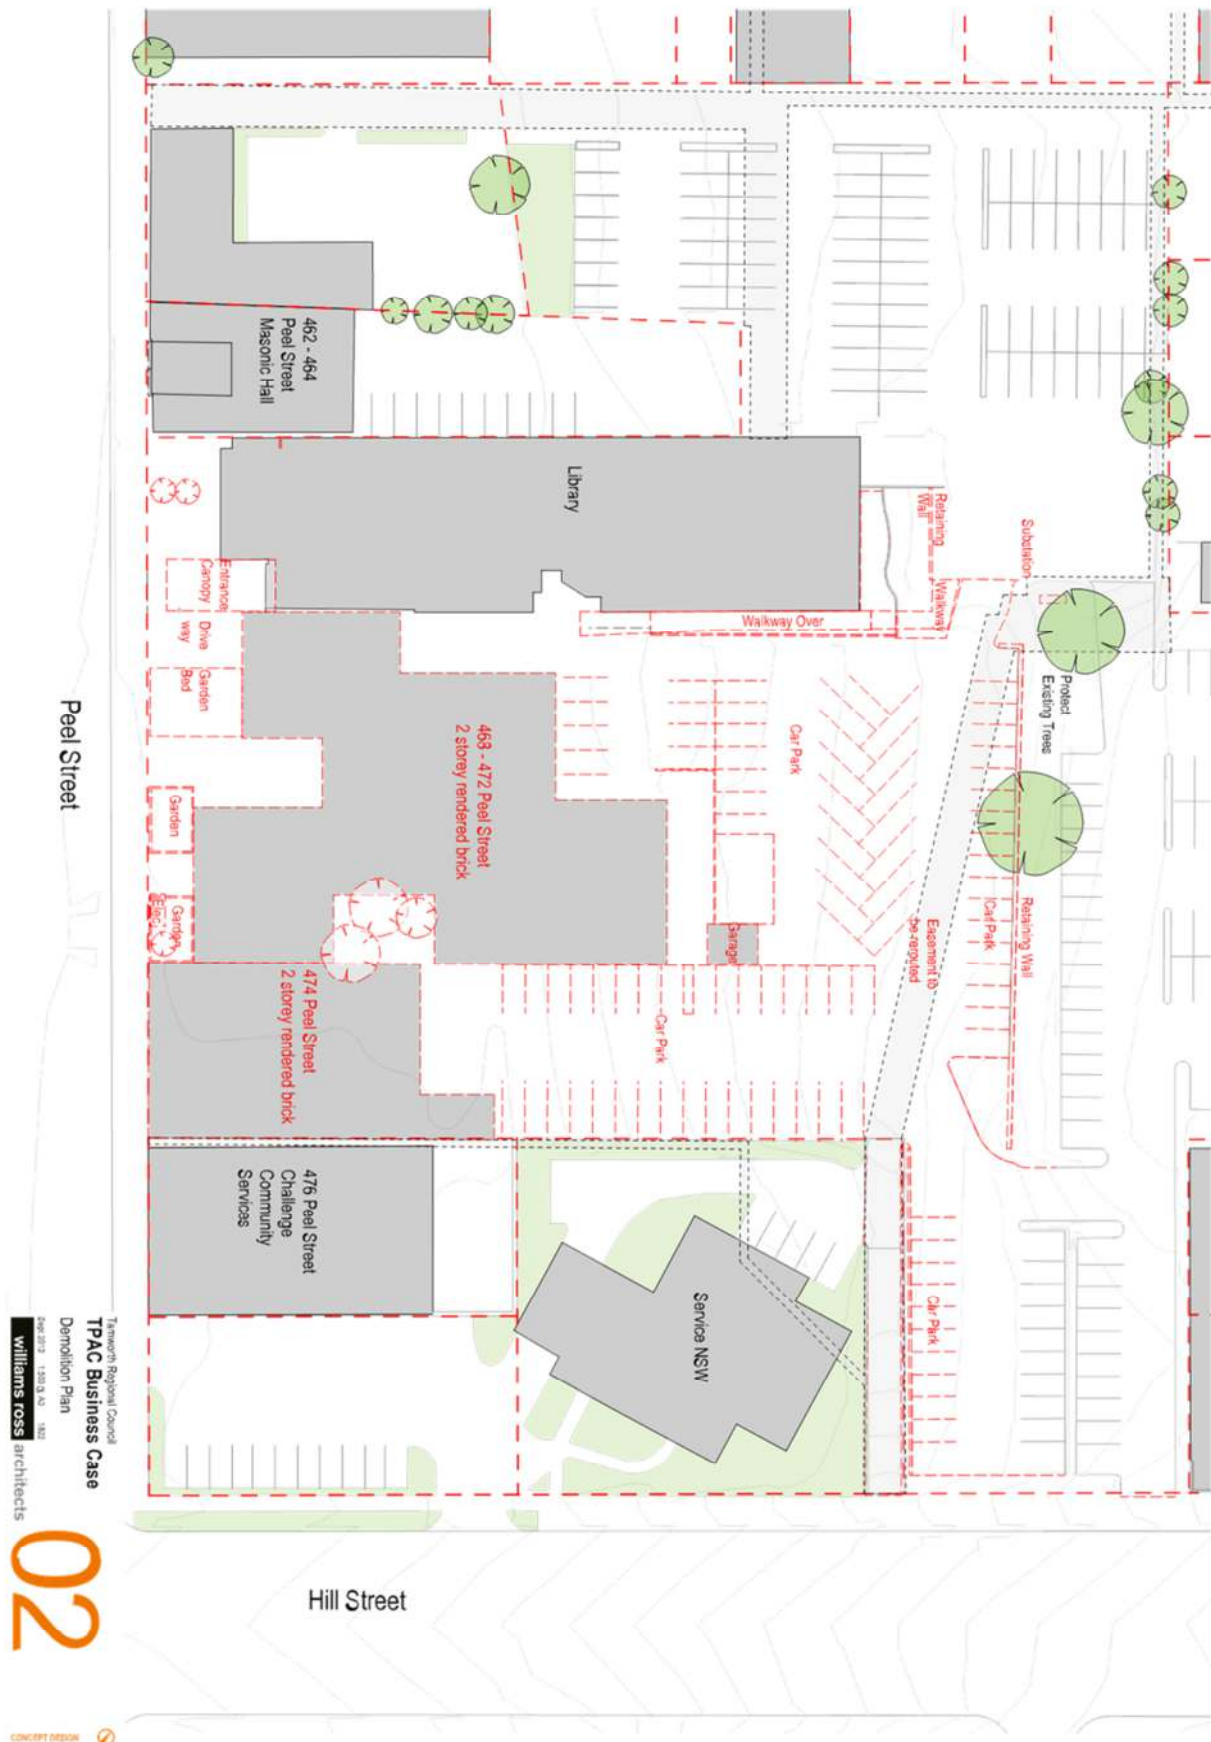 462 - 464
Peel Street
Masonic Hall
Library
Retaining
Wall
Substation
Walkway
Entrance
Canopy
Walkway Over
Drive
way
Garden
Bed
Protect
Existing Trees
Peel Street
468 - 472 Peel Street
2 storey rendered brick
Car Park
Garden
Garden
Elec
Garage
Easement to
be rerouted
Car Park
Retaining Wall
474 Peel Street
2 storey rendered brick
Car Park
476 Peel Street
Challenge
Community
Services
Service NSW
Car Park
Hill Street
Tamworth Regional Council
TPAC Business Case
Demolition Plan
williams ross architects
02
CONCEPT DESIGN